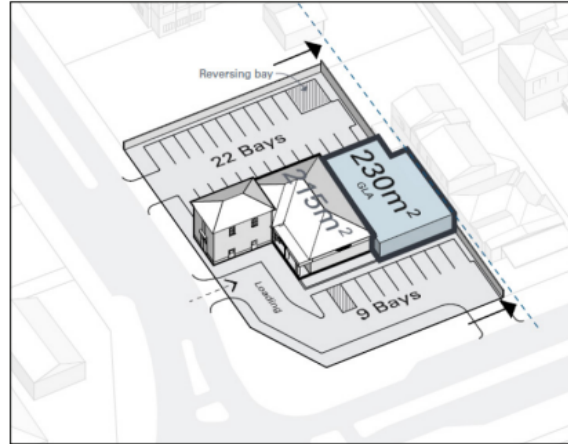 Reversing bay
22 Bays
230m²
GLA
215m²
Loading
9 Bays